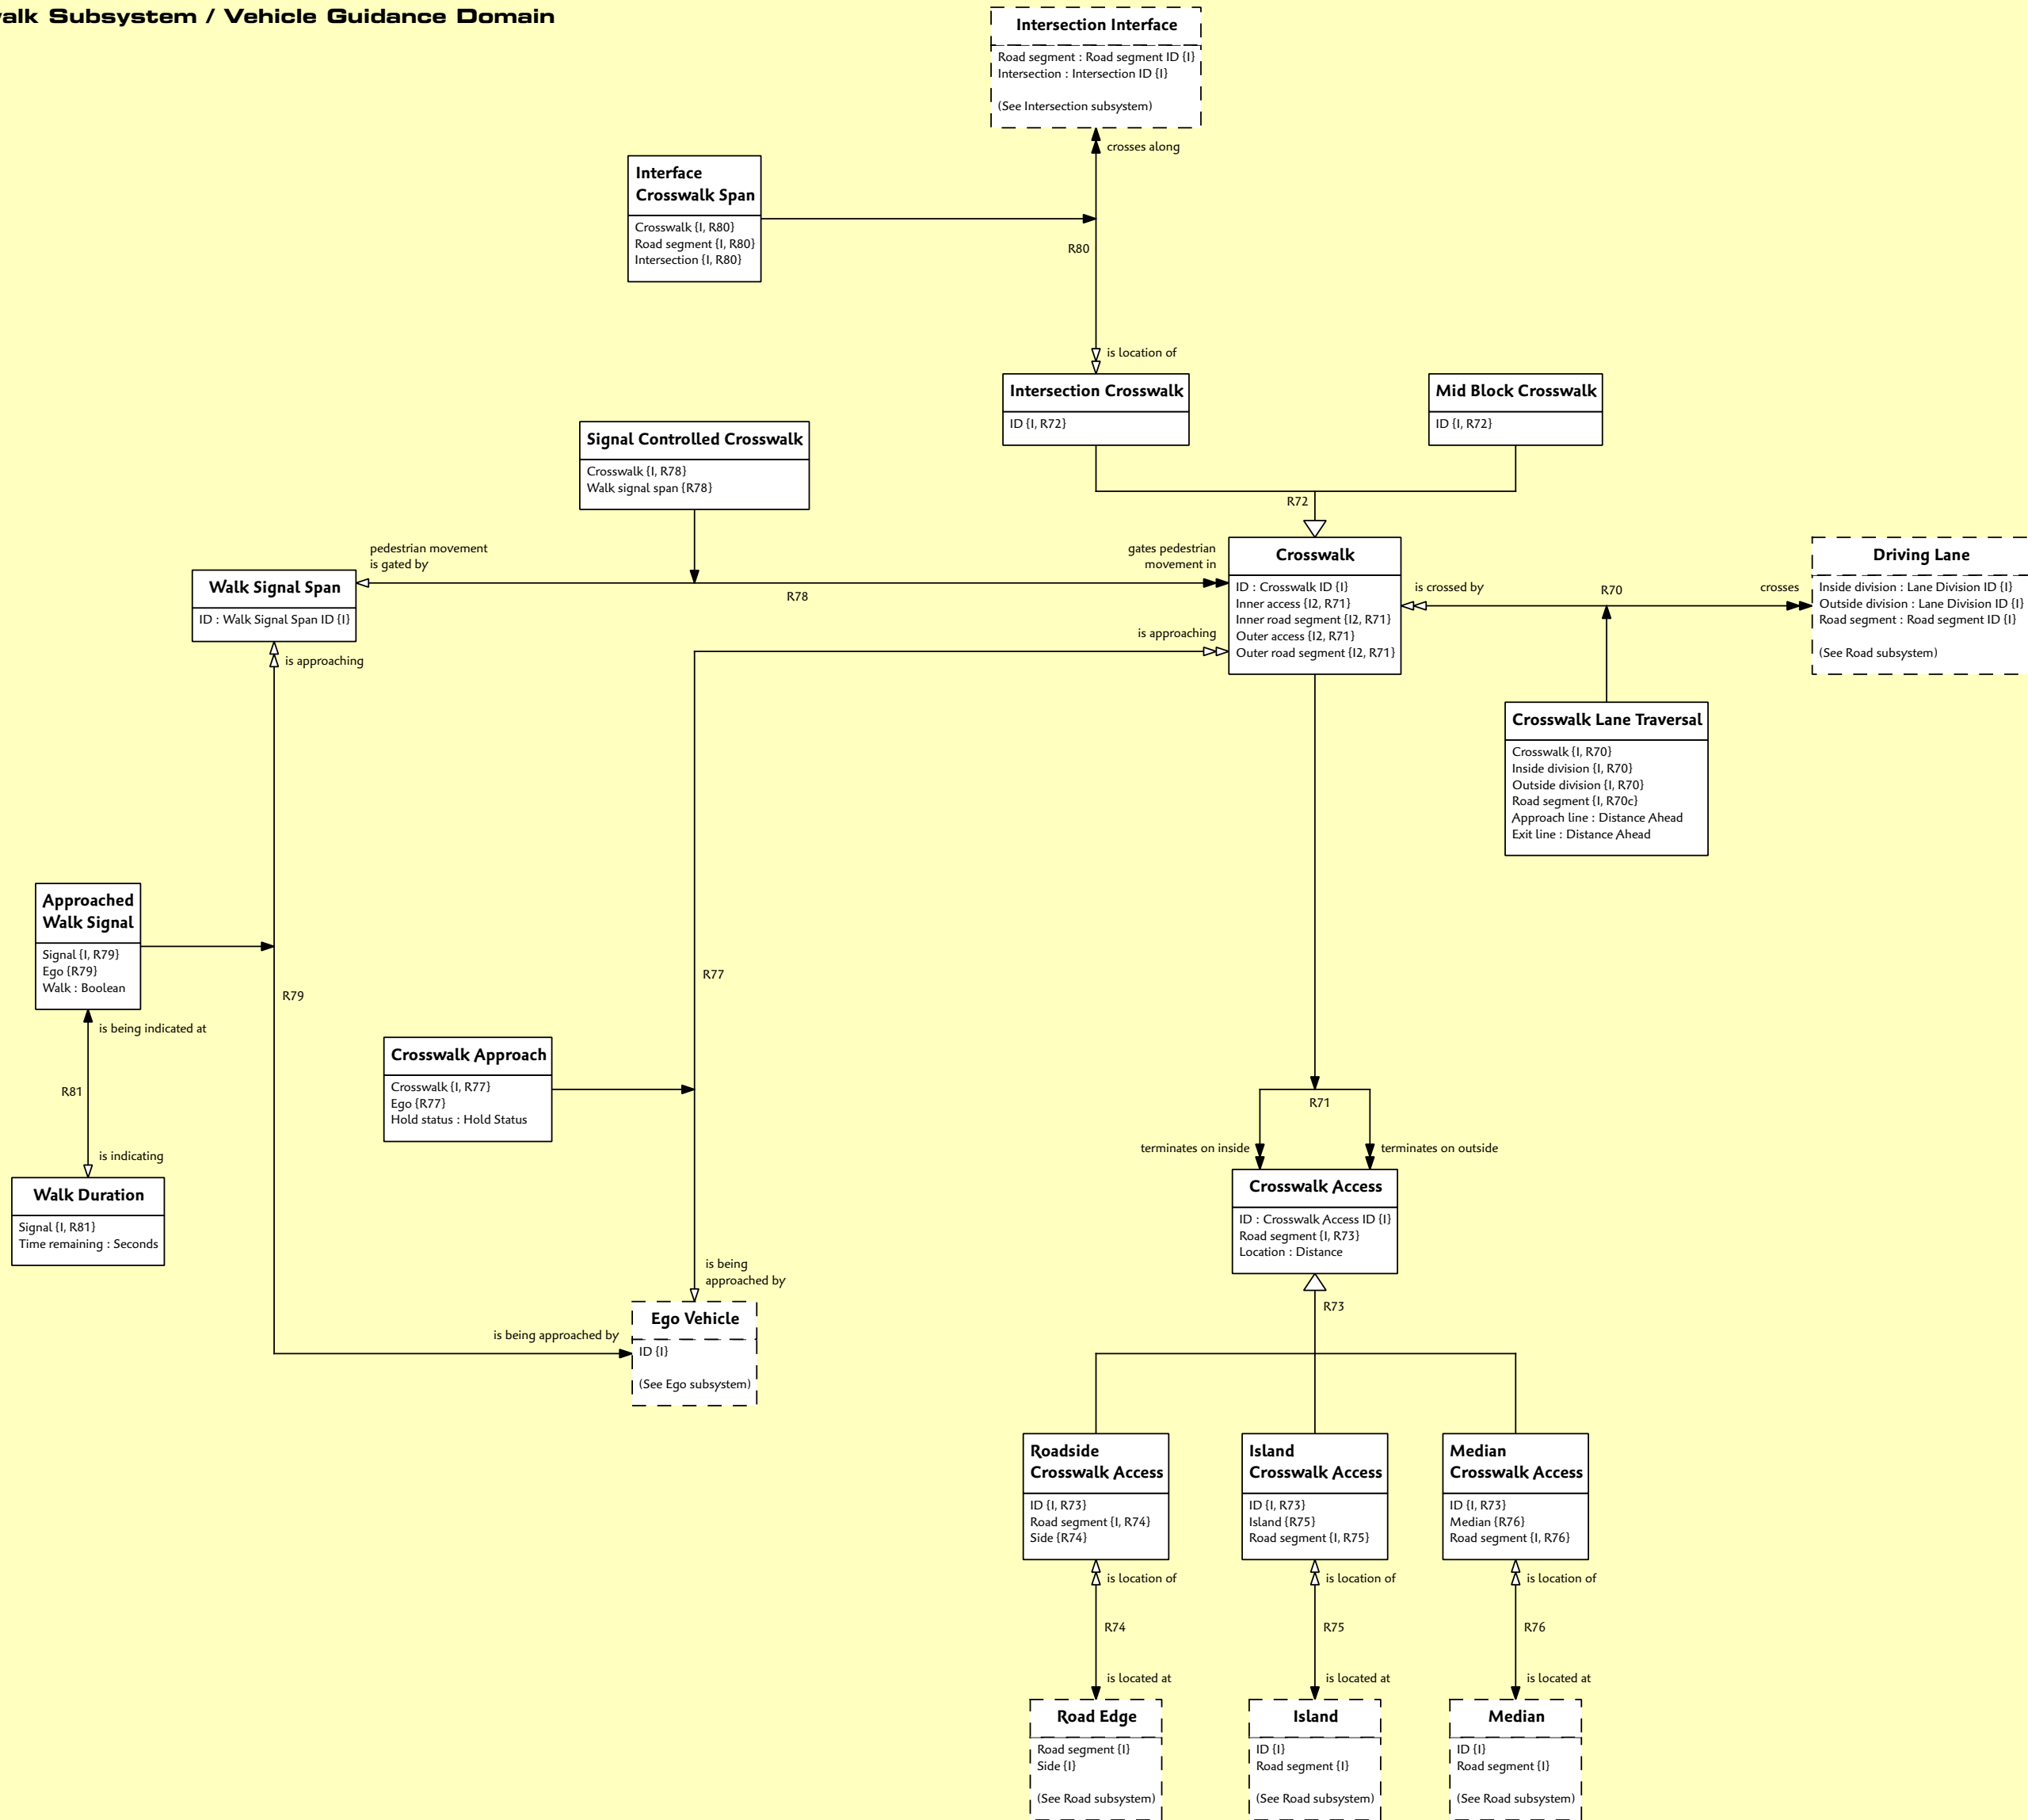 alk Subsystem / Vehicle Guidance Domain
Intersection Interface
Road segment : Road segment ID {I}
Intersection : Intersection ID {I}
(See Intersection subsystem)
crosses along
Interface
Crosswalk Span
Crosswalk {I, R80}
Road segment {I, R80}
Intersection {I, R80}
R80
is location of
Intersection Crosswalk
ID {I, R72}
Mid Block Crosswalk
ID {I, R72}
Signal Controlled Crosswalk
Crosswalk {I, R78}
Walk signal span {R78}
R72
pedestrian movement
is gated by
gates pedestrian
movement in
R78
Walk Signal Span
ID : Walk Signal Span ID {I}
is approaching
Crosswalk
ID : Crosswalk ID {I}
Inner access {I2, R71}
Inner road segment {I2, R71}
Outer access {I2, R71}
Outer road segment {I2, R71}
is approaching
is crossed by
R70
crosses
Driving Lane
Inside division : Lane Division ID {I}
Outside division : Lane Division ID {I}
Road segment : Road segment ID {I}
(See Road subsystem)
Crosswalk Lane Traversal
Crosswalk {I, R70}
Inside division {I, R70}
Outside division {I, R70}
Road segment {I, R70c}
Approach line : Distance Ahead
Exit line : Distance Ahead
Approached
Walk Signal
Signal {I, R79}
Ego {R79}
Walk : Boolean
R79
R77
is being indicated at
R81
is indicating
Walk Duration
Signal {I, R81}
Time remaining : Seconds
Crosswalk Approach
Crosswalk {I, R77}
Ego {R77}
Hold status : Hold Status
R71
terminates on inside
terminates on outside
Crosswalk Access
ID : Crosswalk Access ID {I}
Road segment {I, R73}
Location : Distance
R73
is being
approached by
is being approached by
Ego Vehicle
ID {I}
(See Ego subsystem)
Roadside
Crosswalk Access
ID {I, R73}
Road segment {I, R74}
Side {R74}
Island
Crosswalk Access
ID {I, R73}
Island {R75}
Road segment {I, R75}
Median
Crosswalk Access
ID {I, R73}
Median {R76}
Road segment {I, R76}
is location of
is location of
is location of
R74
R75
R76
is located at
is located at
is located at
Road Edge
Road segment {I}
Side {I}
(See Road subsystem)
Island
ID {I}
Road segment {I}
(See Road subsystem)
Median
ID {I}
Road segment {I}
(See Road subsystem)